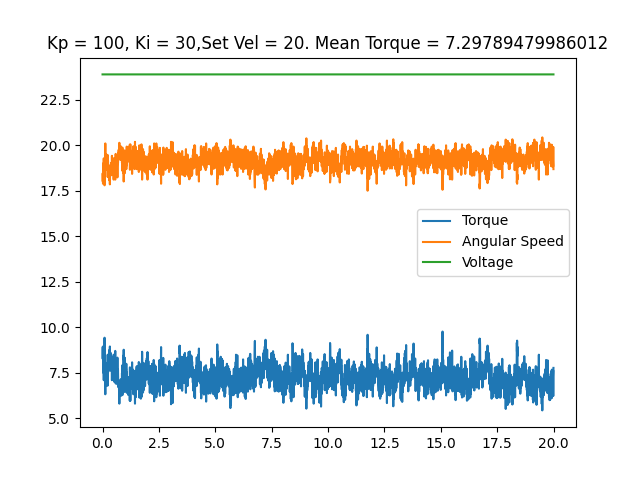 Kp = 100, Ki = 30,Set Vel = 20. Mean Torque = 7.29789479986012
22.5
20.0
17.5
15.0
12.5
10.0
7.5
5.0
Torque
Angular Speed
Voltage
0.0 2.5 5.0 7.5 10.0 12.5 15.0 17.5 20.0